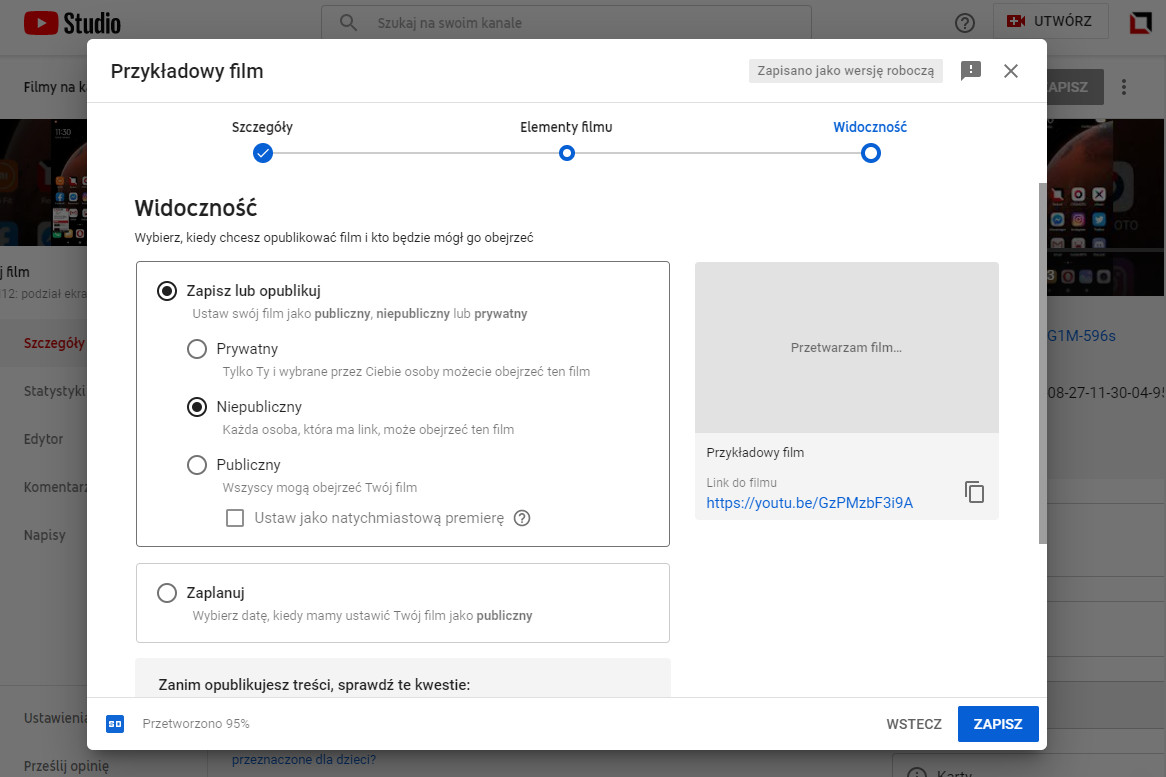 Studio
Szukaj na swoim kanale
UTWÓRZ
Filmy na
Przykładowy film
Zapisano jako wersję roboczą
ZAPISZ
11:30
Szczegóły
Elementy filmu
Widoczność
Widoczność
Wybierz, kiedy chcesz opublikować film i kto będzie mógł go obejrzeć
film
112: podział
Zapisz lub opublikuj
Ustaw swój film jako publiczny, niepubliczny lub prywatny
Szczegóły
G1M-596s
Prywatny
Przetwarzam film...
Tylko Ty i wybrane przez Ciebie osoby możecie obejrzeć ten film
Statystyki
08-27-11-30-04-95
Niepubliczny
Każda osoba, która ma link, może obejrzeć ten film
Edytor
Przykładowy film
Publiczny
Link do filmu
https://youtu.be/GzPMzbF3i9A
Wszyscy mogą obejrzeć Twój film
Ustaw jako natychmiastową premierę
Napisy
Zaplanuj
Wybierz datę, kiedy mamy ustawić Twój film jako publiczny
Zanim opublikujesz treści, sprawdź te kwestie:
Ustawienia
SD
Przetworzono 95%
WSTECZ
ZAPISZ
Prześlij opinię
przeznaczone dla dzieci?
Karty